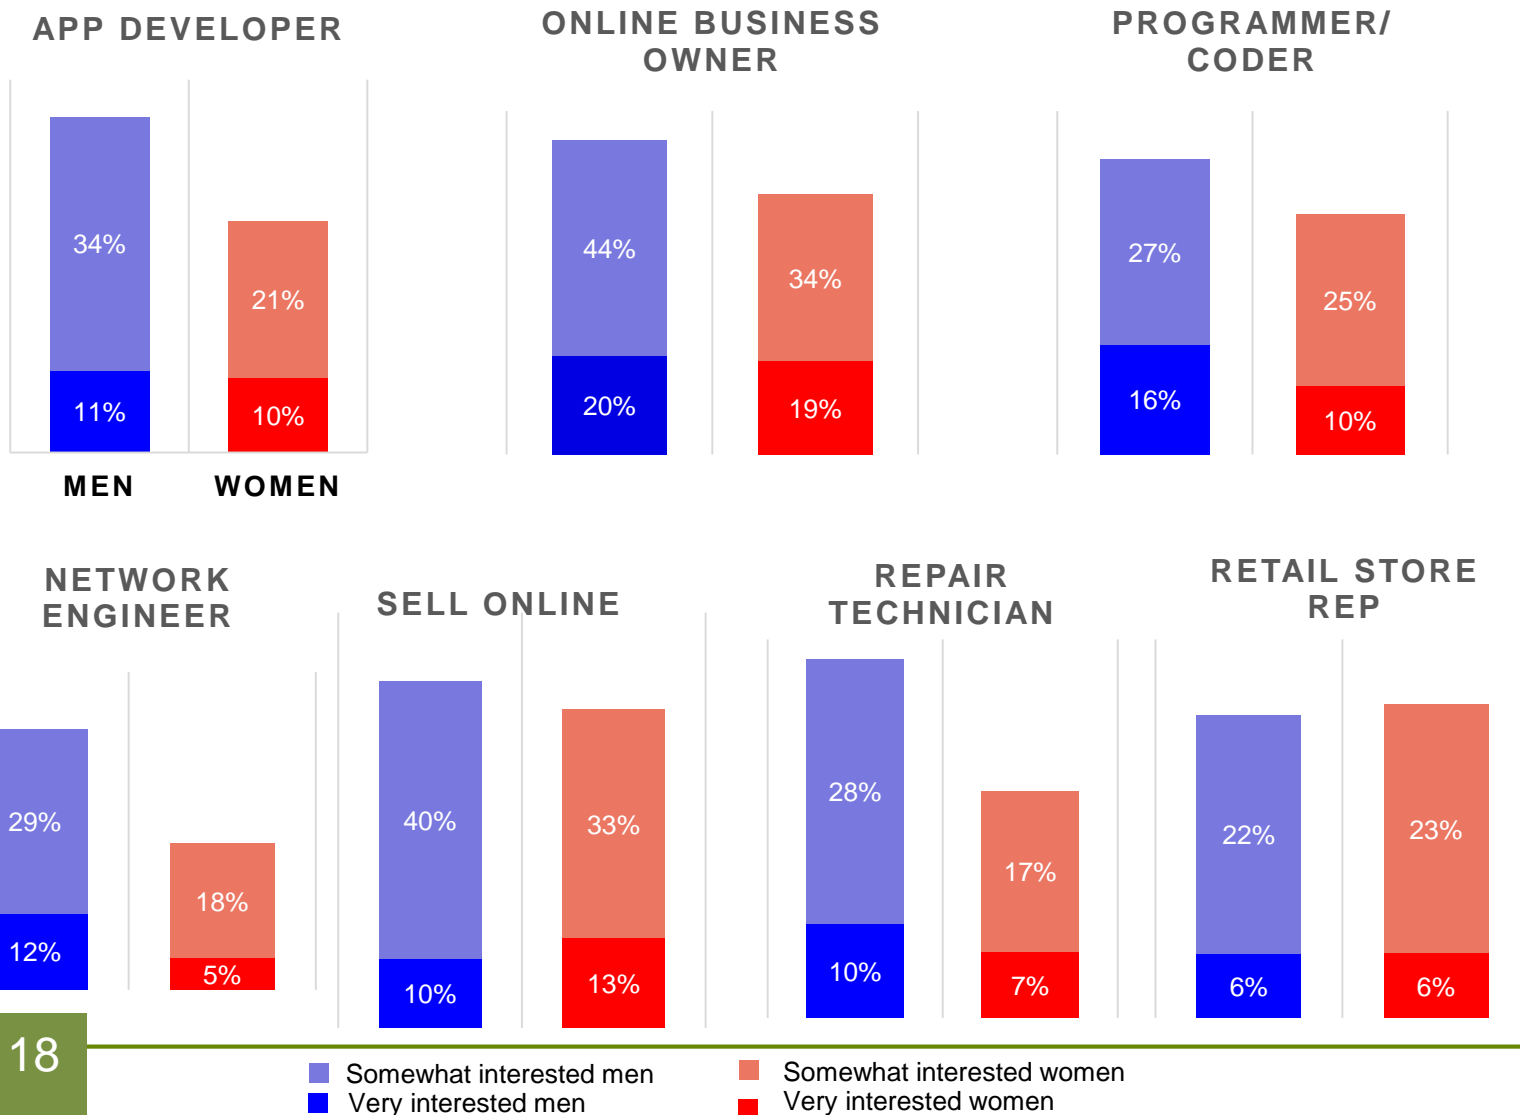 APP DEVELOPER
ONLINE BUSINESS
OWNER
PROGRAMMER/
CODER
34%
21%
11%
10%
MEN
WOMEN
44%
34%
20%
19%
27%
25%
16%
10%
NETWORK
ENGINEER
SELL ONLINE
REPAIR
TECHNICIAN
RETAIL STORE
REP
29%
18%
12%
5%
40%
33%
10%
13%
28%
17%
10%
7%
22%
23%
6%
6%
18
Somewhat interested men
Very interested men
Somewhat interested women
Very interested women